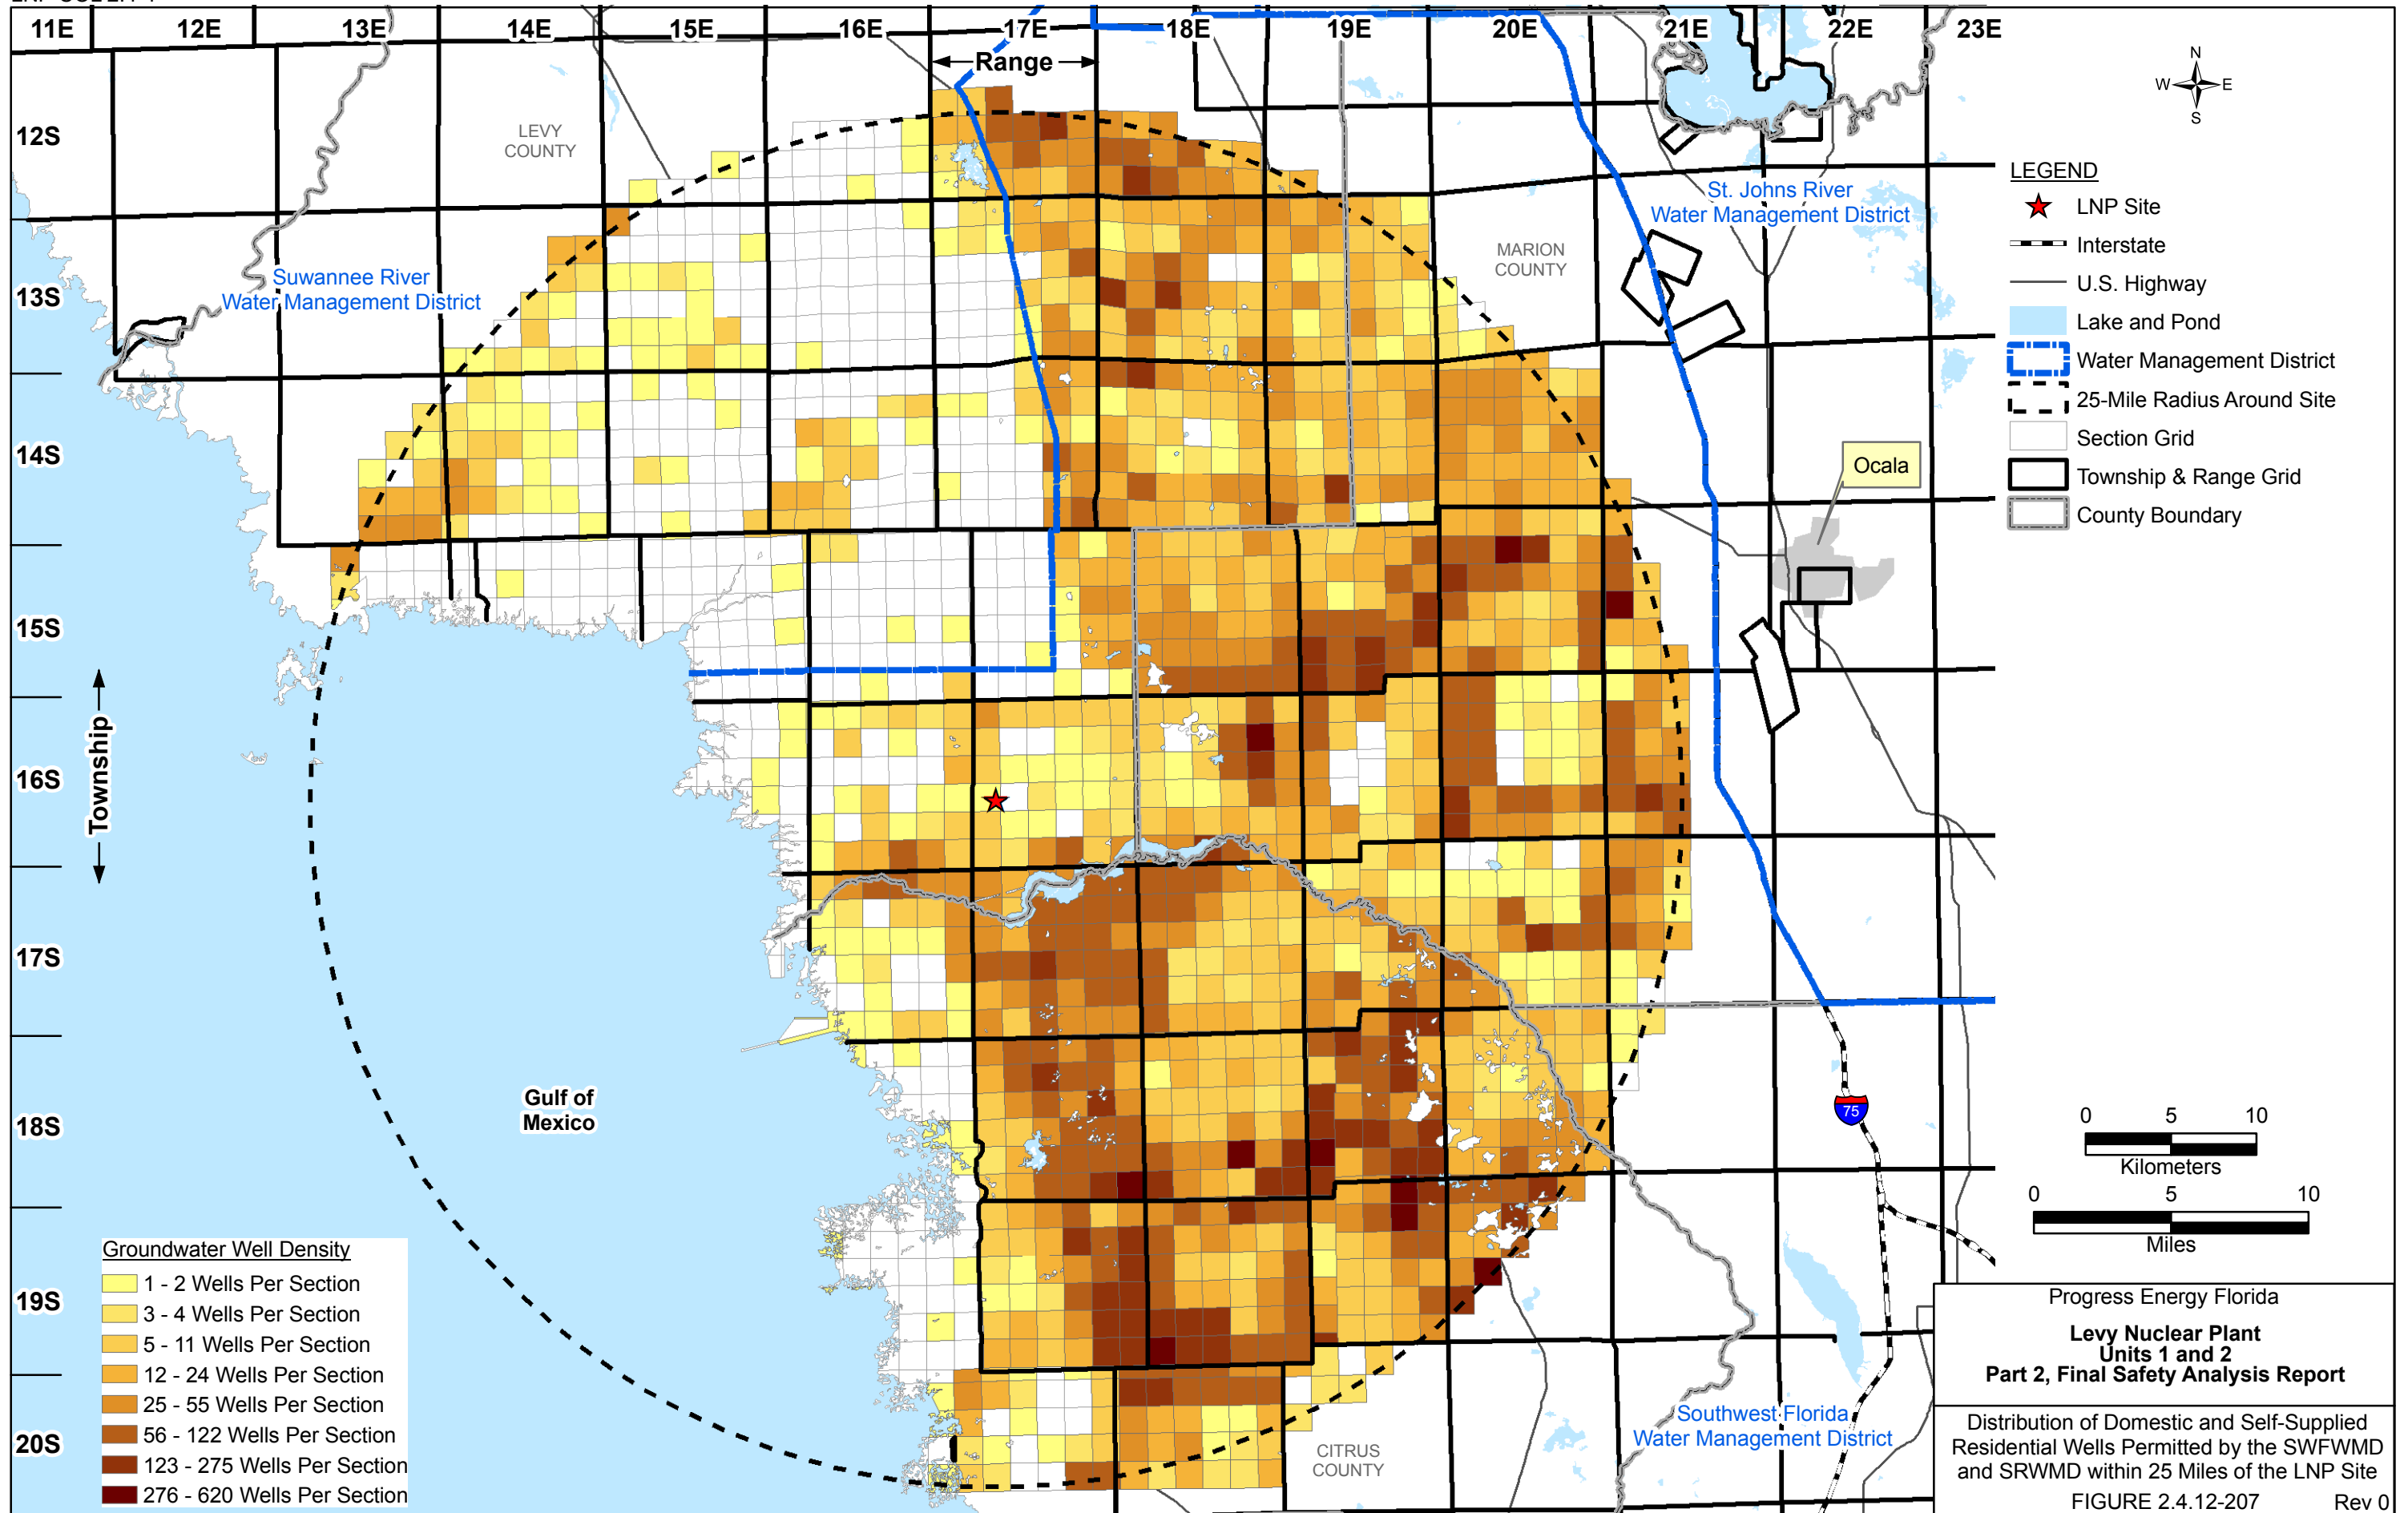 11E 12E 13E 14E 15E 16E 17E 18E 19E 20E 21E 22E 23E
Range
N
W E
S
12S
13S
14S
15S
16S
17S
18S
19S
20S
Township
LEVY
COUNTY
MARION
COUNTY
CITRUS
COUNTY
Suwannee River
Water Management District
St. Johns River
Water Management District
Southwest Florida
Water Management District
Ocala
Gulf of
Mexico
75
LEGEND
LNP Site
Interstate
U.S. Highway
Lake and Pond
Water Management District
25-Mile Radius Around Site
Section Grid
Township & Range Grid
County Boundary
0 5 10
Kilometers
0 5 10
Miles
Groundwater Well Density
1 - 2 Wells Per Section
3 - 4 Wells Per Section
5 - 11 Wells Per Section
12 - 24 Wells Per Section
25 - 55 Wells Per Section
56 - 122 Wells Per Section
123 - 275 Wells Per Section
276 - 620 Wells Per Section
Progress Energy Florida
Levy Nuclear Plant
Units 1 and 2
Part 2, Final Safety Analysis Report
Distribution of Domestic and Self-Supplied
Residential Wells Permitted by the SWFWMD
and SRWMD within 25 Miles of the LNP Site
FIGURE 2.4.12-207 Rev 0